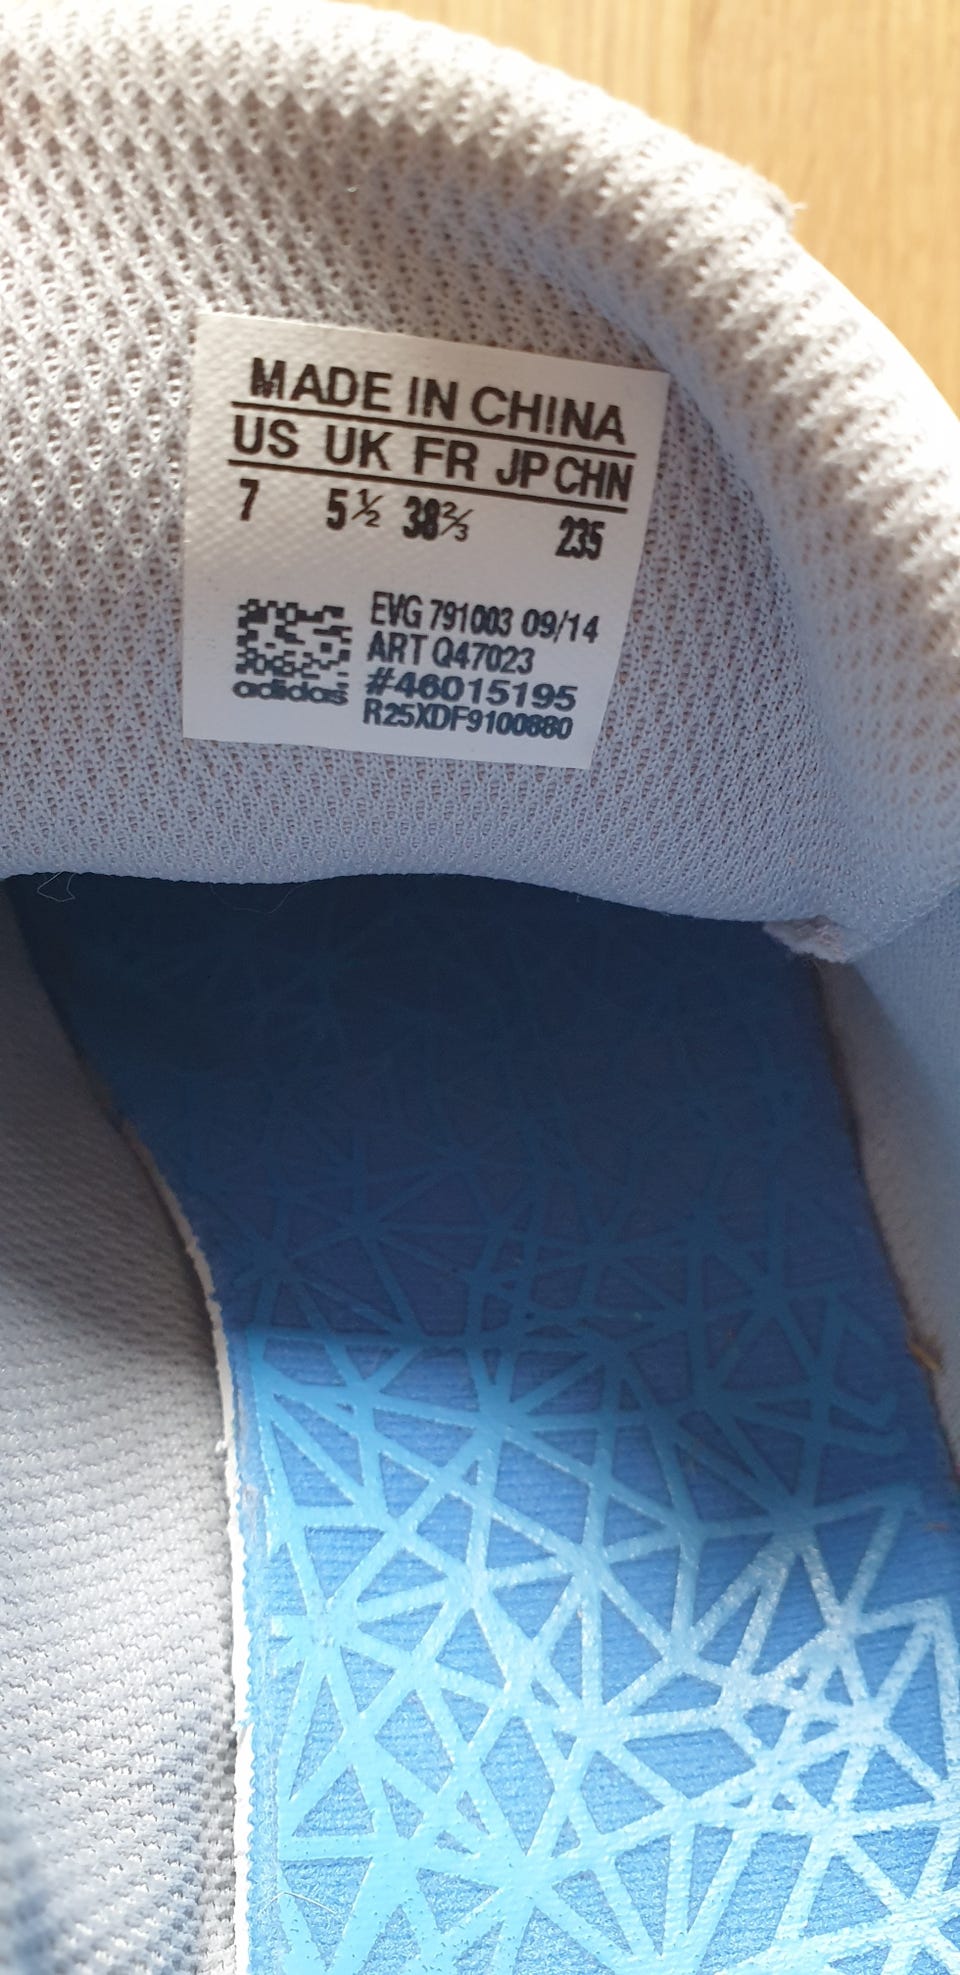 MADE IN CHINA
US UK FR JP CHN
7 5½ 38⅔ 235
EVG 791003 09/14
ART Q47023
#46015195
R25XDF9100880
adidas